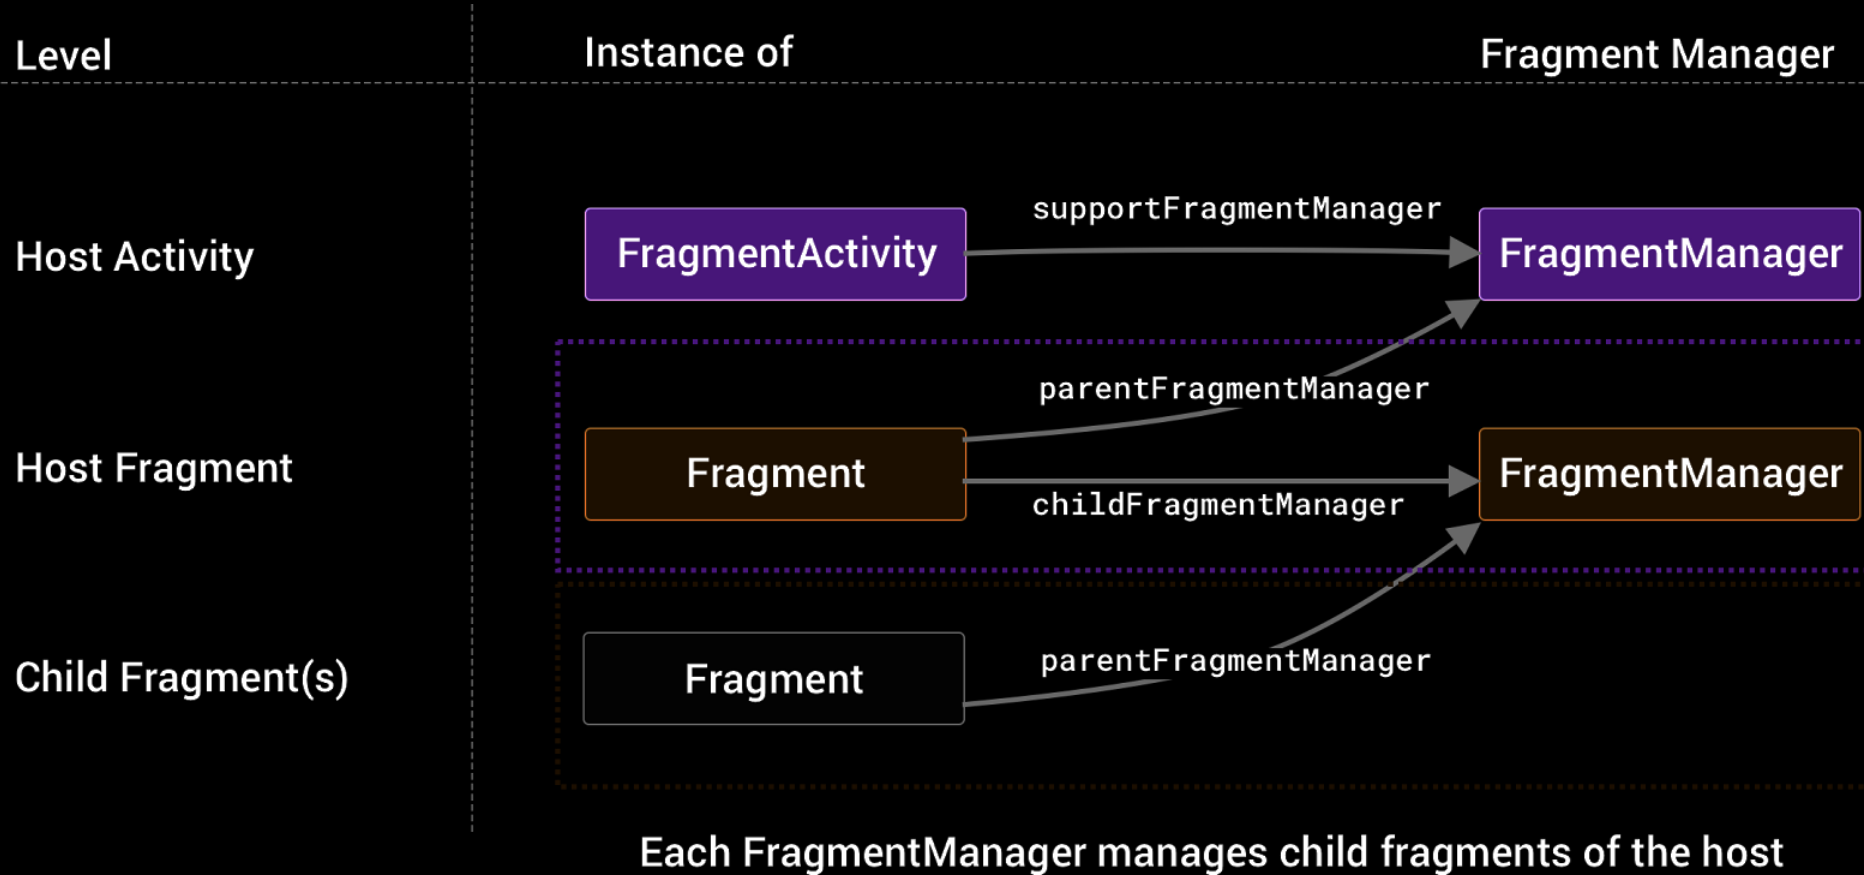 Level
Instance of
Fragment Manager
Host Activity
FragmentActivity
supportFragmentManager
FragmentManager
parentFragmentManager
Host Fragment
Fragment
childFragmentManager
FragmentManager
Child Fragment(s)
Fragment
parentFragmentManager
Each FragmentManager manages child fragments of the host